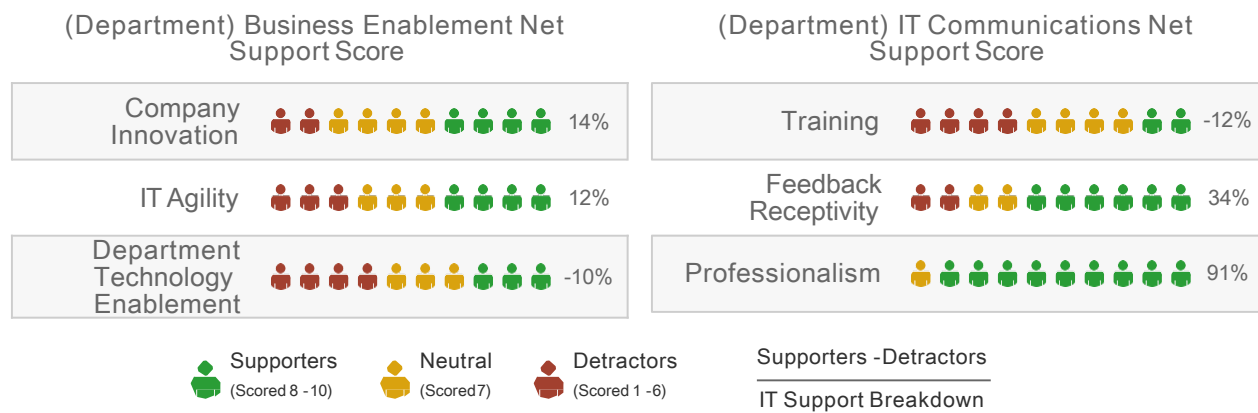 (Department) Business Enablement Net
Support Score
Company
Innovation
14%
IT Agility
12%
Department
Technology
Enablement
-10%
(Department) IT Communications Net
Support Score
Training
-12%
Feedback
Receptivity
34%
Professionalism
91%
Supporters
(Scored 8 -10)
Neutral
(Scored7)
Detractors
(Scored 1 -6)
Supporters -Detractors
IT Support Breakdown